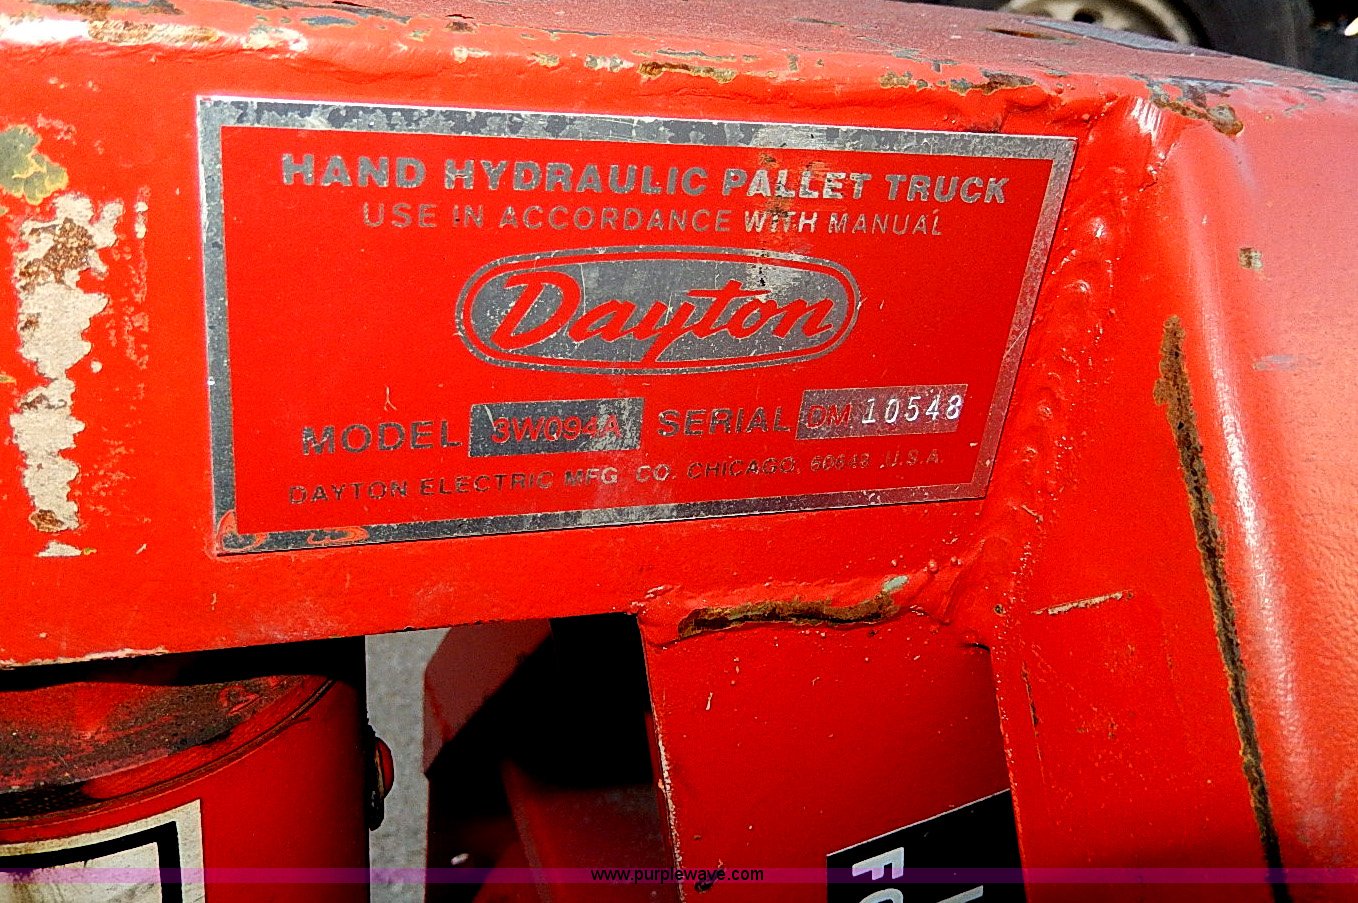 HAND HYDRAULIC PALLET TRUCK
USE IN ACCORDANCE WITH MANUAL
Dayton
MODEL 3W094A SERIAL DM 10548
DAYTON ELECTRIC MFG. CO. CHICAGO, 60648 U.S.A.
www.purplewave.com